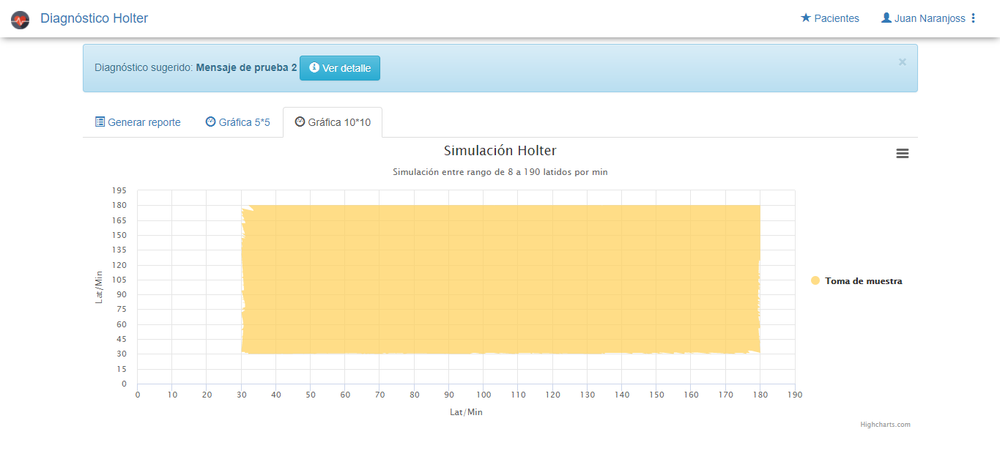 Diagnóstico Holter
Pacientes
Juan Naranjoss
Diagnóstico sugerido: Mensaje de prueba 2
Ver detalle
×
Generar reporte
Gráfica 5*5
Gráfica 10*10
Simulación Holter
Simulación entre rango de 8 a 190 latidos por min
195
180
165
150
135
120
105
90
75
60
45
30
15
0
Lat/Min
0 10 20 30 40 50 60 70 80 90 100 110 120 130 140 150 160 170 180 190
Lat/Min
Toma de muestra
Highcharts.com